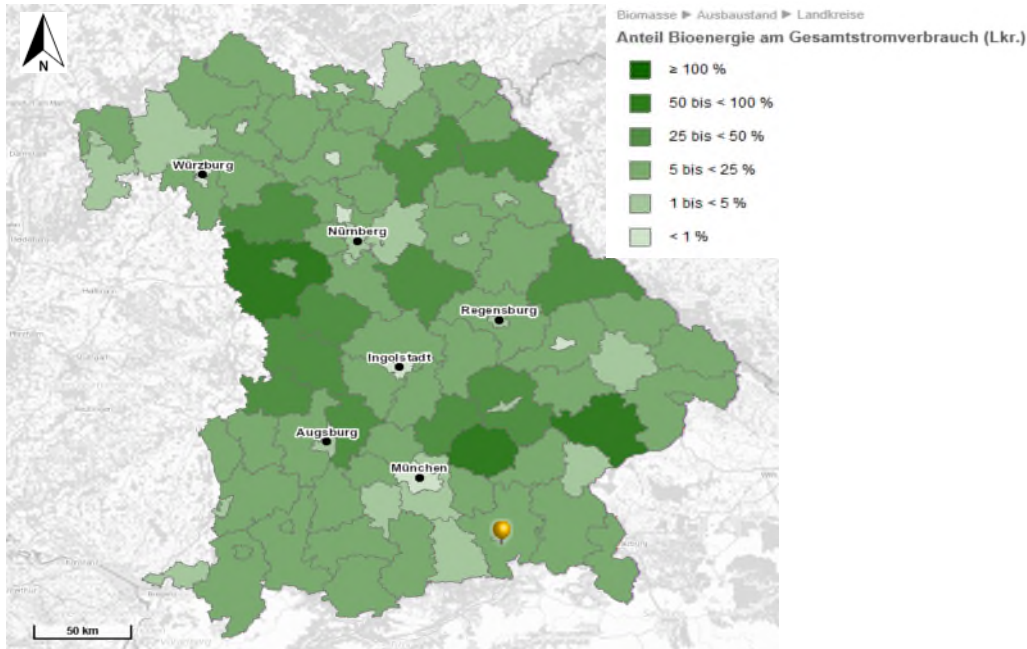 N
Biomasse ▶ Ausbaustand ▶ Landkreise
Anteil Bioenergie am Gesamtstromverbrauch (Lkr.)
≥ 100 %
50 bis < 100 %
25 bis < 50 %
5 bis < 25 %
1 bis < 5 %
< 1 %
Würzburg
Nürnberg
Regensburg
Ingolstadt
Augsburg
München
50 km